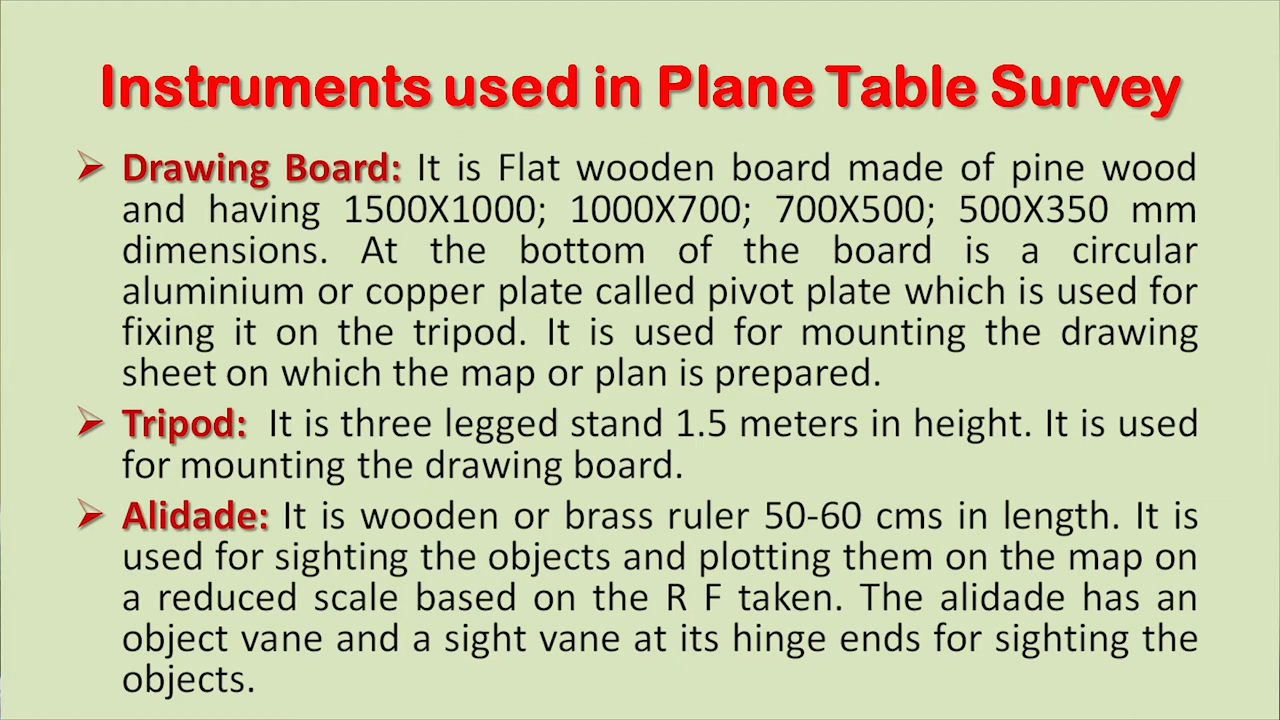 Instruments used in Plane Table Survey
Drawing Board: It is Flat wooden board made of pine wood
and having 1500X1000; 1000X700; 700X500; 500X350 mm
dimensions. At the bottom of the board is a circular
aluminium or copper plate called pivot plate which is used for
fixing it on the tripod. It is used for mounting the drawing
sheet on which the map or plan is prepared.
Tripod: It is three legged stand 1.5 meters in height. It is used
for mounting the drawing board.
Alidade: It is wooden or brass ruler 50-60 cms in length. It is
used for sighting the objects and plotting them on the map on
a reduced scale based on the R F taken. The alidade has an
object vane and a sight vane at its hinge ends for sighting the
objects.